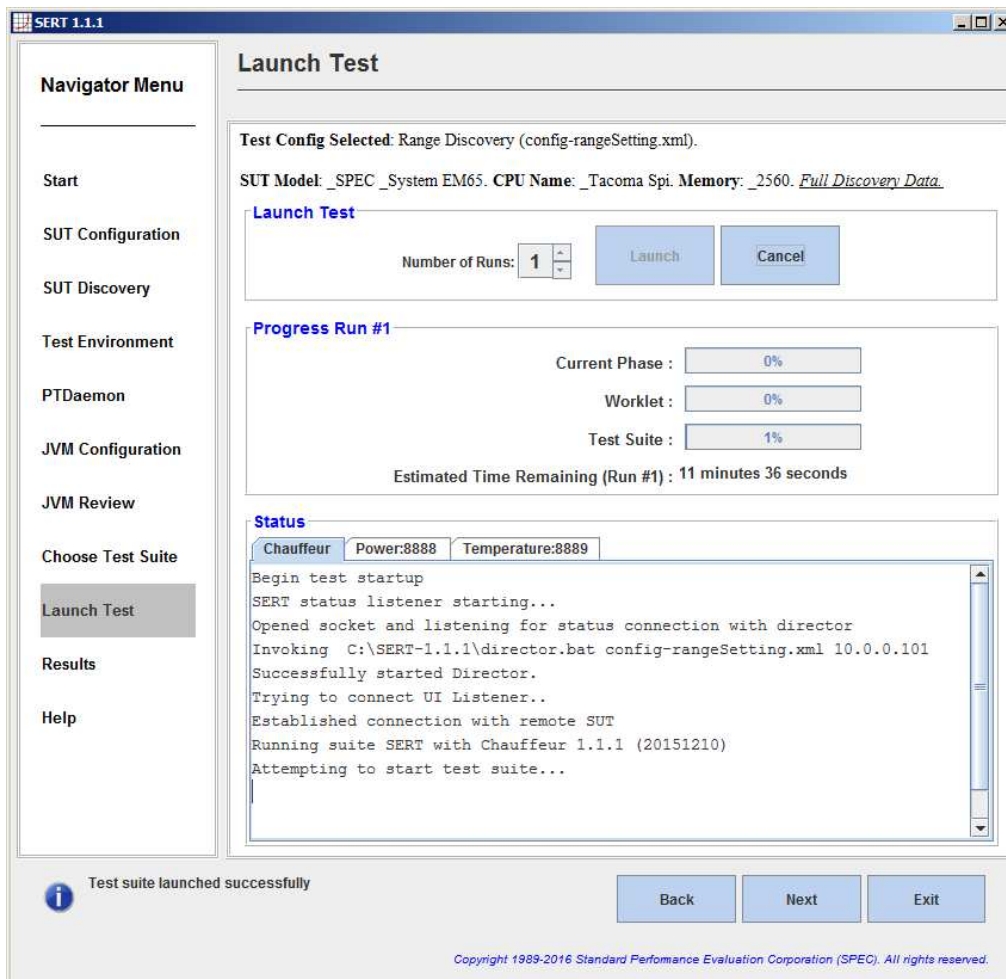 SERT 1.1.1
Navigator Menu
Start
SUT Configuration
SUT Discovery
Test Environment
PTDaemon
JVM Configuration
JVM Review
Choose Test Suite
Launch Test
Results
Help
Launch Test
Test Config Selected: Range Discovery (config-rangeSetting.xml).
SUT Model: _SPEC _System EM65. CPU Name: _Tacoma Spi. Memory: _2560. Full Discovery Data.
Launch Test
Number of Runs: 1 Launch Cancel
Progress Run #1
Current Phase : 0%
Worklet : 0%
Test Suite : 1%
Estimated Time Remaining (Run #1) : 11 minutes 36 seconds
Status
Chauffeur Power:8888 Temperature:8889
Begin test startup
SERT status listener starting...
Opened socket and listening for status connection with director
Invoking  C:\SERT-1.1.1\director.bat config-rangeSetting.xml 10.0.0.101
Successfully started Director.
Trying to connect UI Listener..
Established connection with remote SUT
Running suite SERT with Chauffeur 1.1.1 (20151210)
Attempting to start test suite...
Test suite launched successfully
Back Next Exit
Copyright 1989-2016 Standard Perfomance Evaluation Corporation (SPEC). All rights reserved.